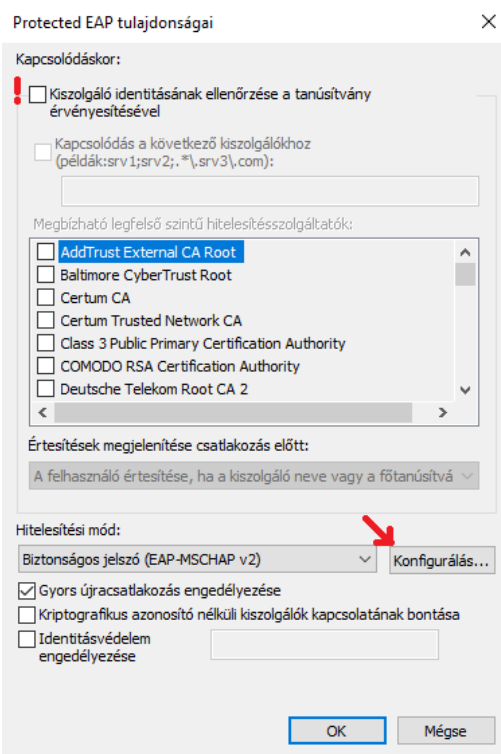 Protected EAP tulajdonságai
Kapcsolódáskor:
! Kiszolgáló identitásának ellenőrzése a tanúsítvány
érvényesítésével
Kapcsolódás a következő kiszolgálókhoz
(példák:srv1;srv2;.*\.srv3\.com):
Megbízható legfelső szintű hitelesítésszolgáltatók:
AddTrust External CA Root
Baltimore CyberTrust Root
Certum CA
Certum Trusted Network CA
Class 3 Public Primary Certification Authority
COMODO RSA Certification Authority
Deutsche Telekom Root CA 2
Értesítések megjelenítése csatlakozás előtt:
A felhasználó értesítése, ha a kiszolgáló neve vagy a főtanúsítvá
Hitelesítési mód:
Biztonságos jelszó (EAP-MSCHAP v2)
Konfigurálás...
Gyors újracsatlakozás engedélyezése
Kriptografikus azonosító nélküli kiszolgálók kapcsolatának bontása
Identitásvédelem
engedélyezése
OK
Mégse